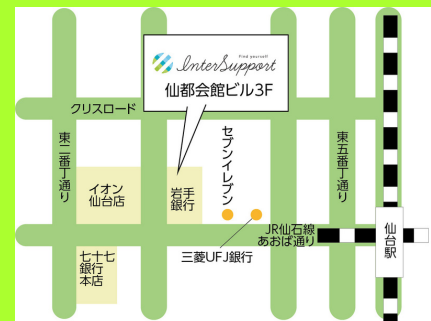 Find yourself
InterSupport
仙都会館ビル3F
クリスロード
東二番丁通り
イオン
仙台店
岩手
銀行
セブンイレブン
東五番丁通り
JR仙石線
あおば通り
仙台駅
三菱UFJ銀行
七十七
銀行
本店